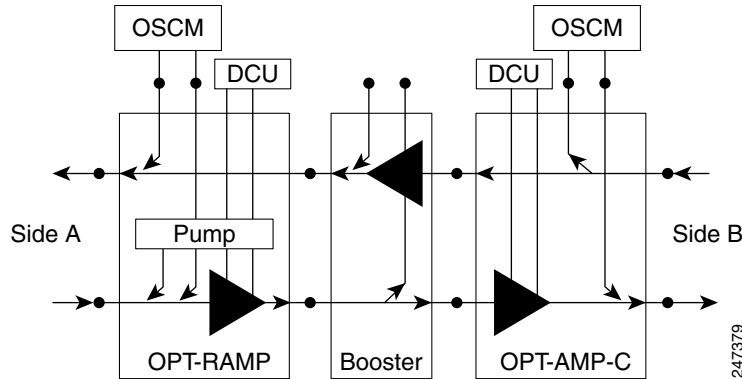 OSCM
OSCM
DCU
DCU
Side A
Pump
Side B
OPT-RAMP
Booster
OPT-AMP-C
247379